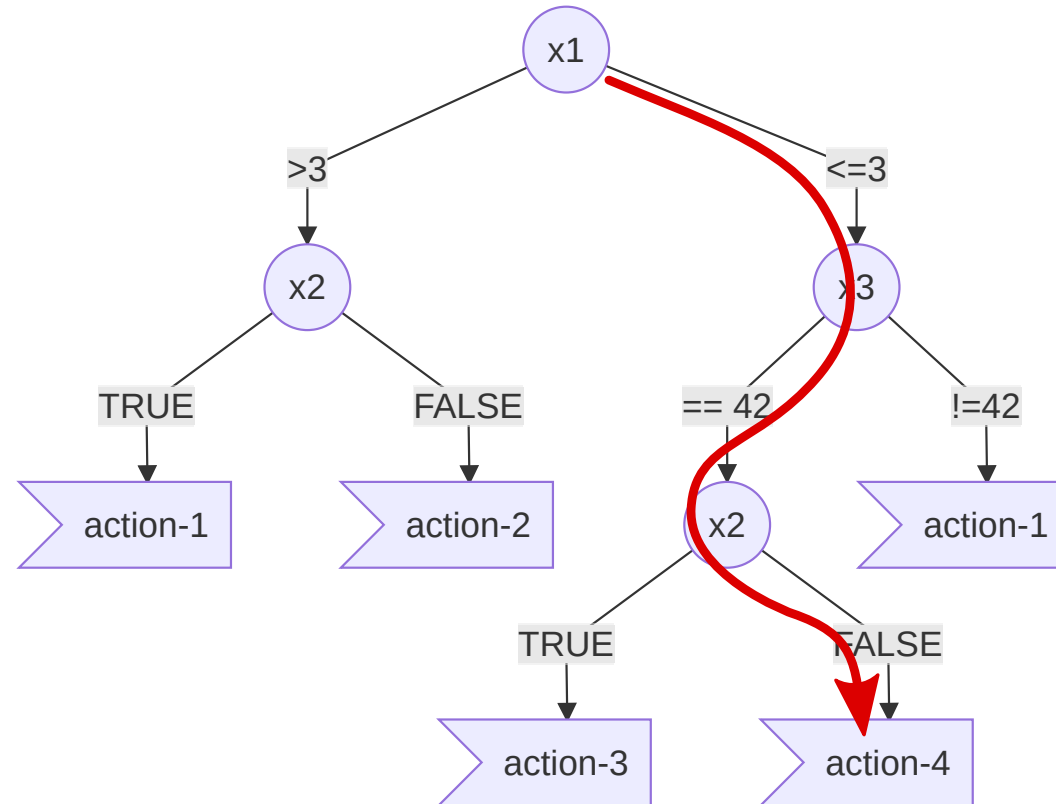 x1
>3
<=3
x2
x3
TRUE
FALSE
== 42
!=42
action-1
action-2
x2
action-1
TRUE
FALSE
action-3
action-4